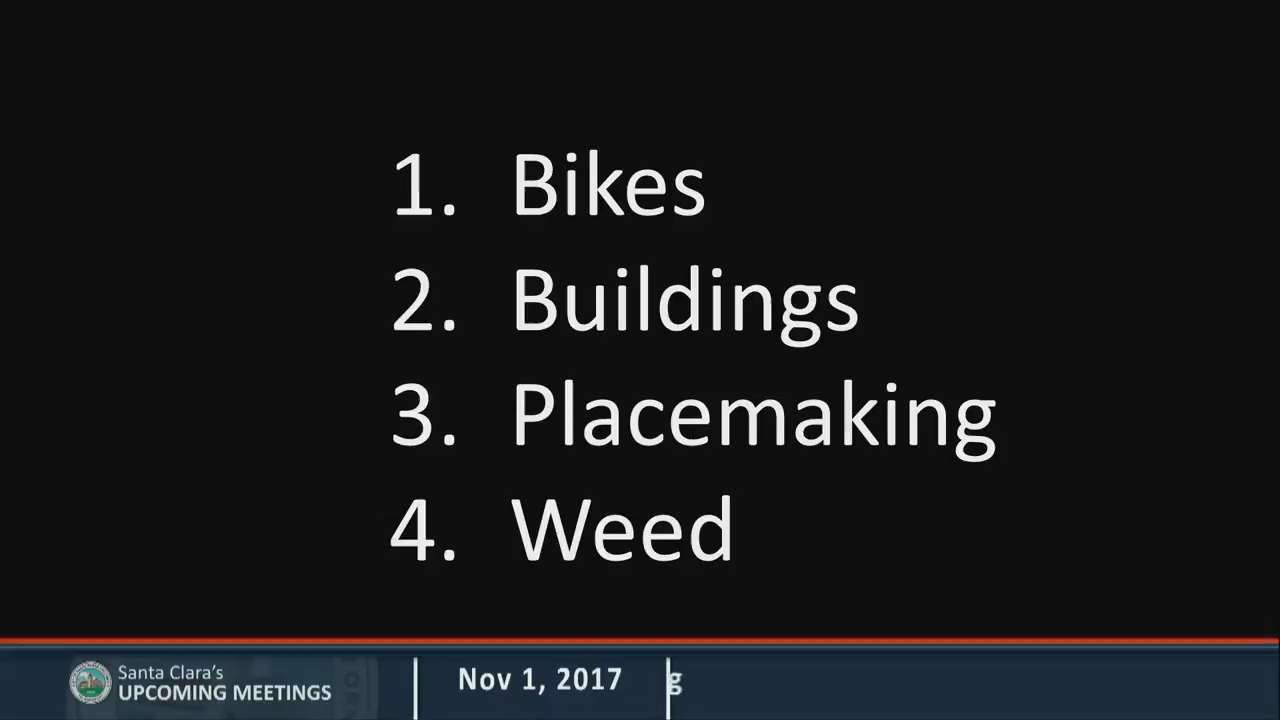 1. Bikes
2. Buildings
3. Placemaking
4. Weed
Santa Clara's
UPCOMING MEETINGS
Nov 1, 2017
g